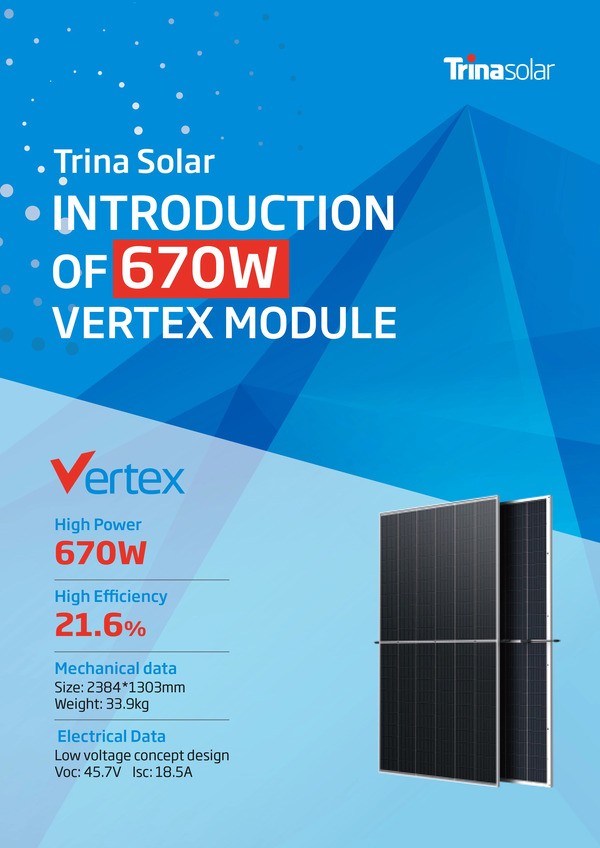 Trinasolar
Trina Solar
INTRODUCTION
OF 670W
VERTEX MODULE
Vertex
High Power
670W
High Efficiency
21.6%
Mechanical data
Size: 2384*1303mm
Weight: 33.9kg
Electrical Data
Low voltage concept design
Voc: 45.7V Isc: 18.5A